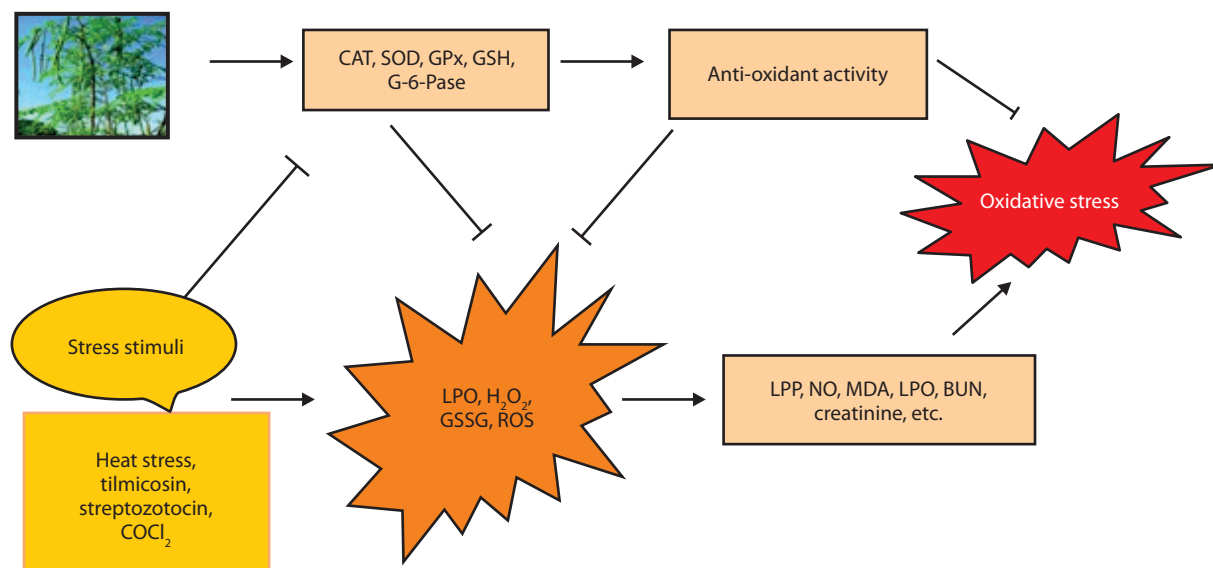 CAT, SOD, GPx, GSH,
G-6-Pase
Anti-oxidant activity
Oxidative stress
Stress stimuli
LPO, H₂O₂,
GSSG, ROS
LPP, NO, MDA, LPO, BUN,
creatinine, etc.
Heat stress,
tilmicosin,
streptozotocin,
COCl₂